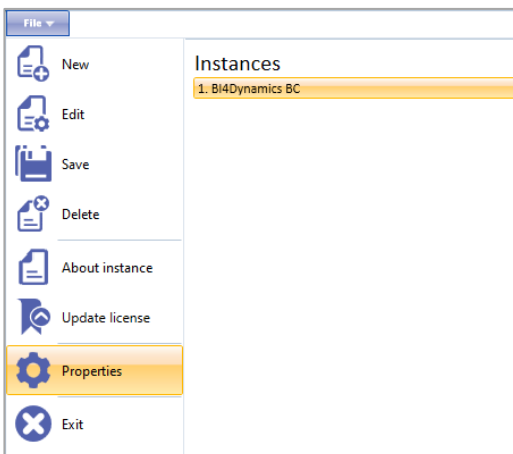 File
New
Edit
Save
Delete
About instance
Update license
Properties
Exit
Instances
1. BI4Dynamics BC